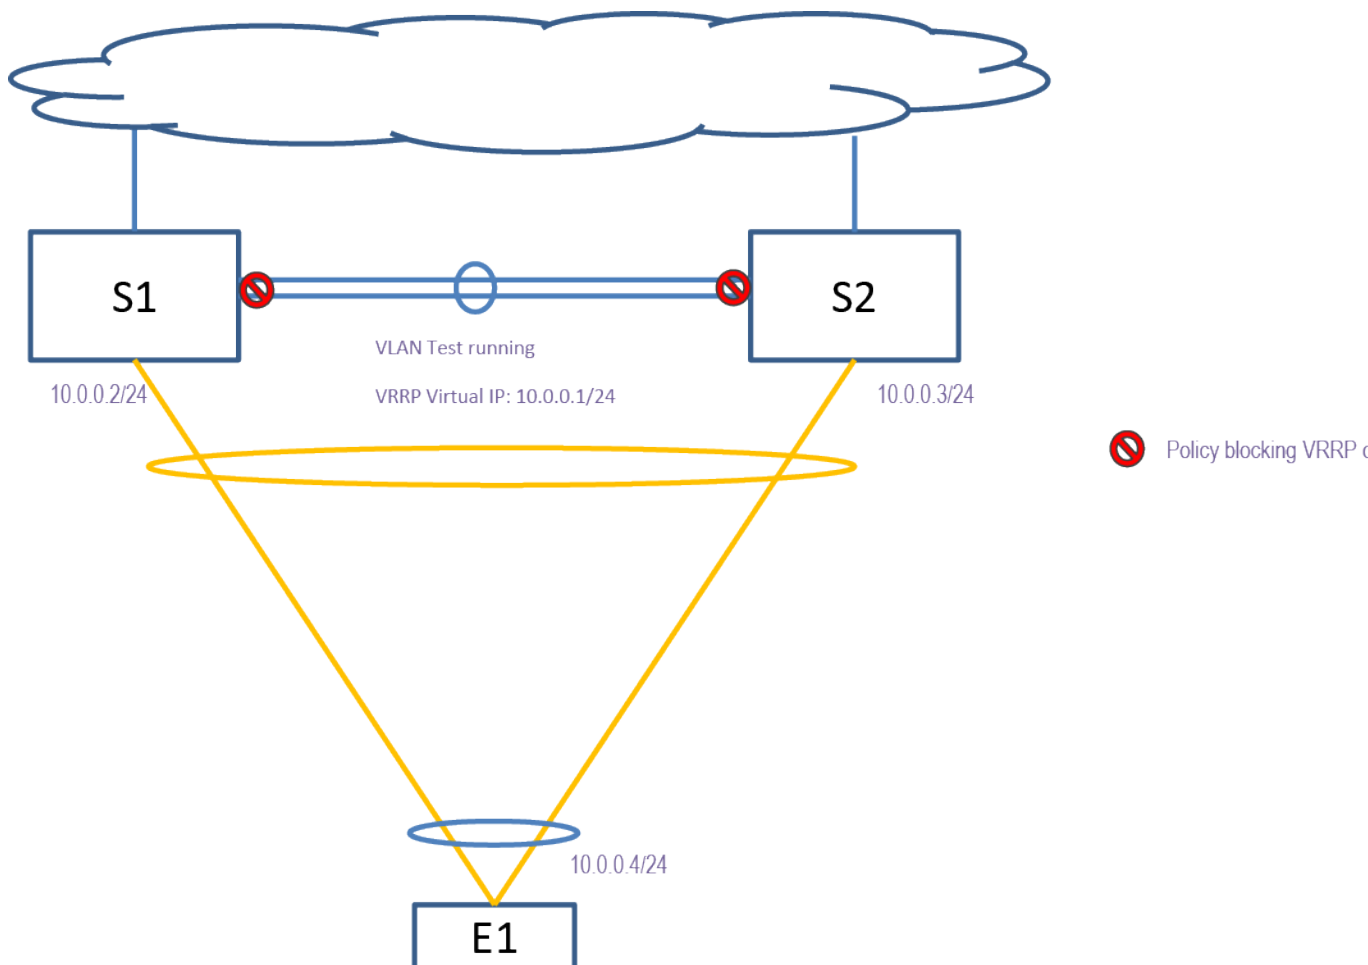 S1
S2
VLAN Test running
10.0.0.2/24
VRRP Virtual IP: 10.0.0.1/24
10.0.0.3/24
Policy blocking VRRP
10.0.0.4/24
E1